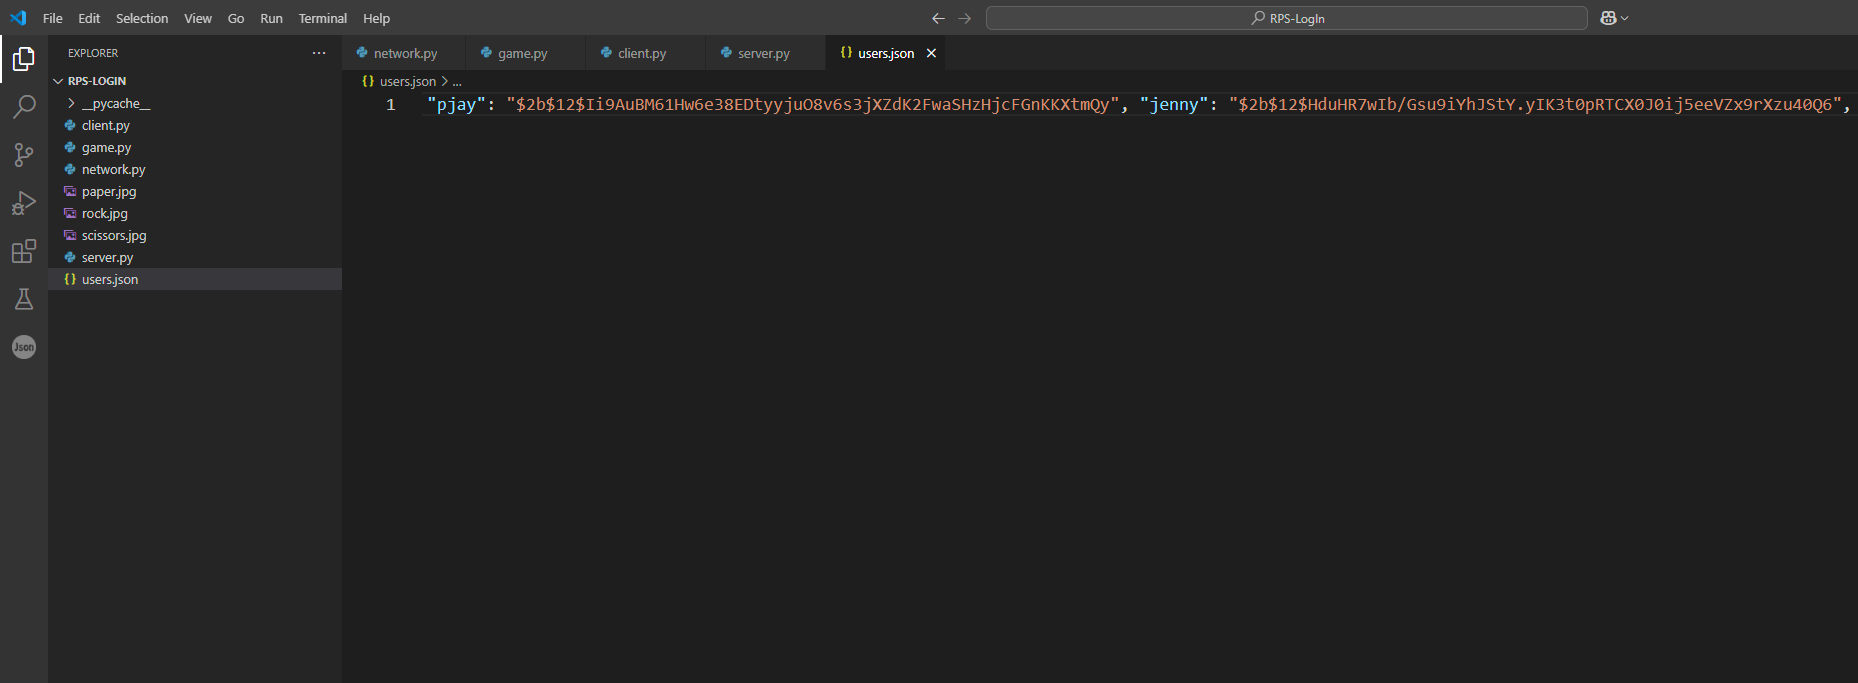 File Edit Selection View Go Run Terminal Help
RPS-LogIn
EXPLORER
network.py
game.py
client.py
server.py
{} users.json
RPS-LOGIN
{} users.json > ...
1 "pjay": "$2b$12$Ii9AuBM61Hw6e38EDtyyjuO8v6s3jXZdK2FwaSHzHjcFGnKKXtmQy", "jenny": "$2b$12$HduHR7wIb/Gsu9iYhJStY.yIK3t0pRTCX0J0ij5eeVZx9rXzu40Q6",
__pycache__
client.py
game.py
network.py
paper.jpg
rock.jpg
scissors.jpg
server.py
{} users.json
Json